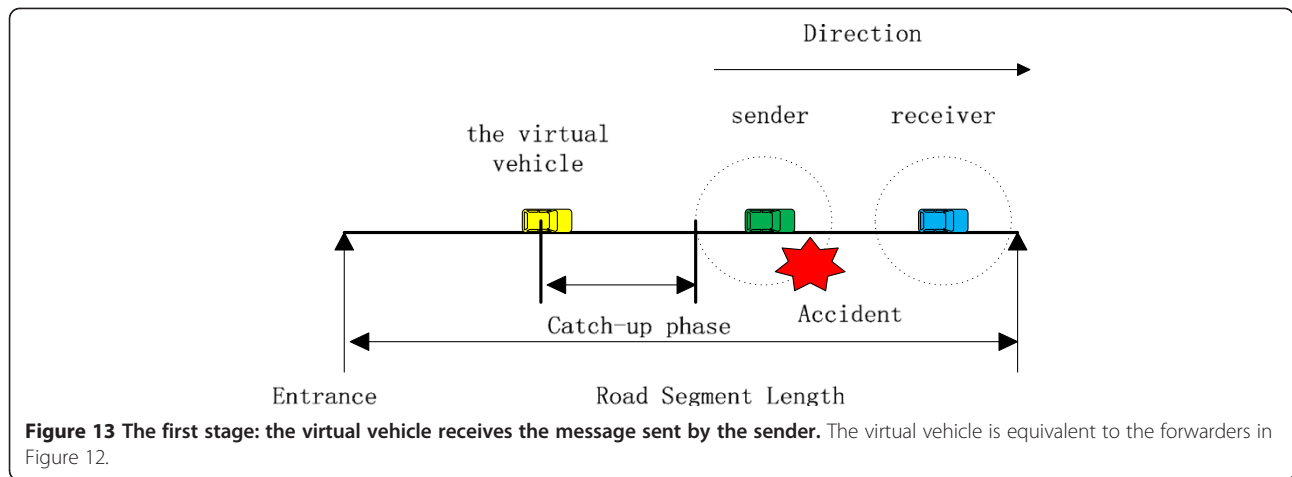 Direction
sender
receiver
the virtual
vehicle
Accident
Catch-up phase
Entrance
Road Segment Length
Figure 13 The first stage: the virtual vehicle receives the message sent by the sender. The virtual vehicle is equivalent to the forwarders in
Figure 12.